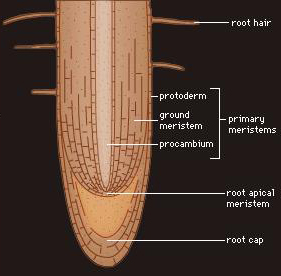 root hair
protoderm
ground
meristem
primary
meristems
procambium
root apical
meristem
root cap